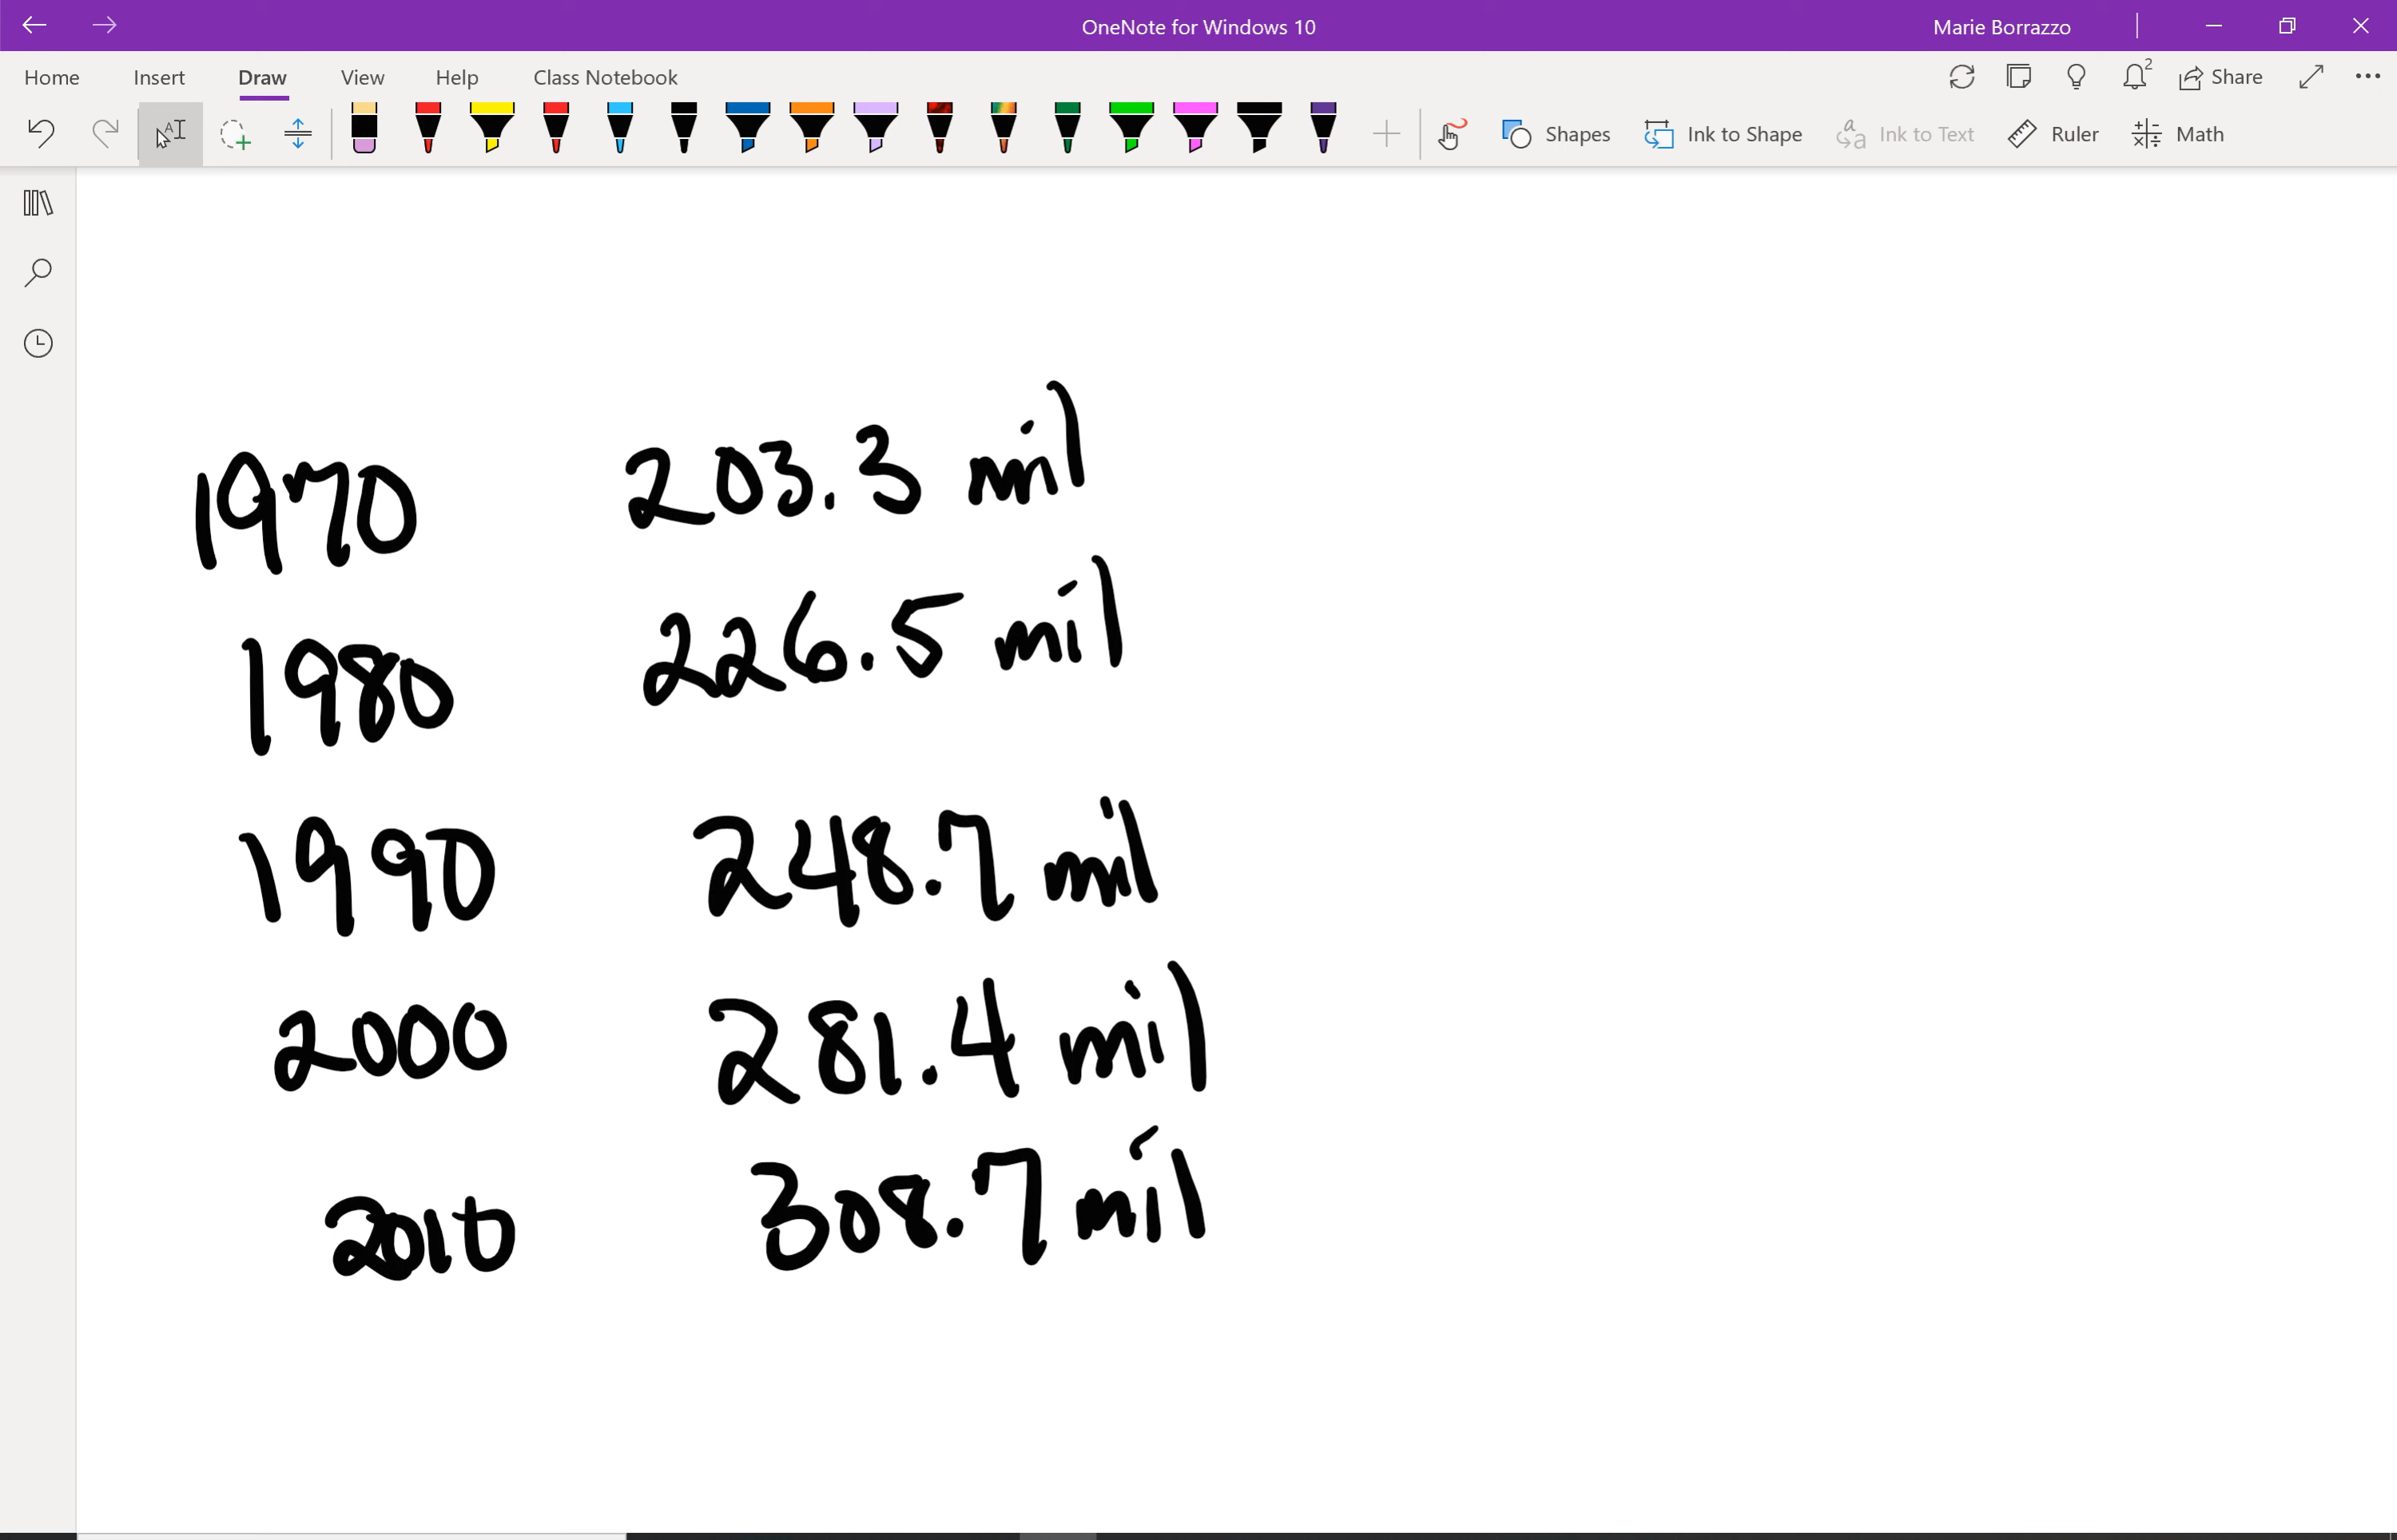 OneNote for Windows 10 Marie Borrazzo
Home Insert Draw View Help Class Notebook 2 Share
Shapes Ink to Shape Ink to Text Ruler Math
1970 203.3 mil
1980 226.5 mil
1990 248.7 mil
2000 281.4 mil
2010 308.7 mil